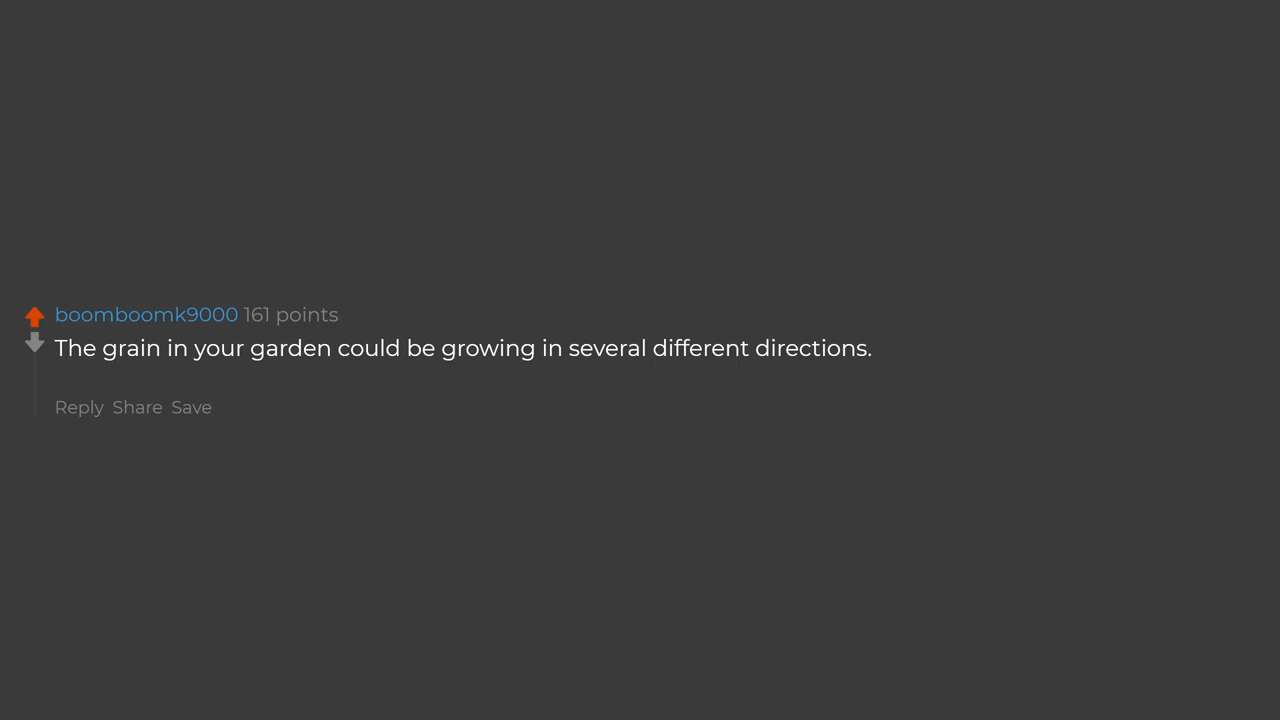 boomboomk9000 161 points
The grain in your garden could be growing in several different directions.
Reply Share Save